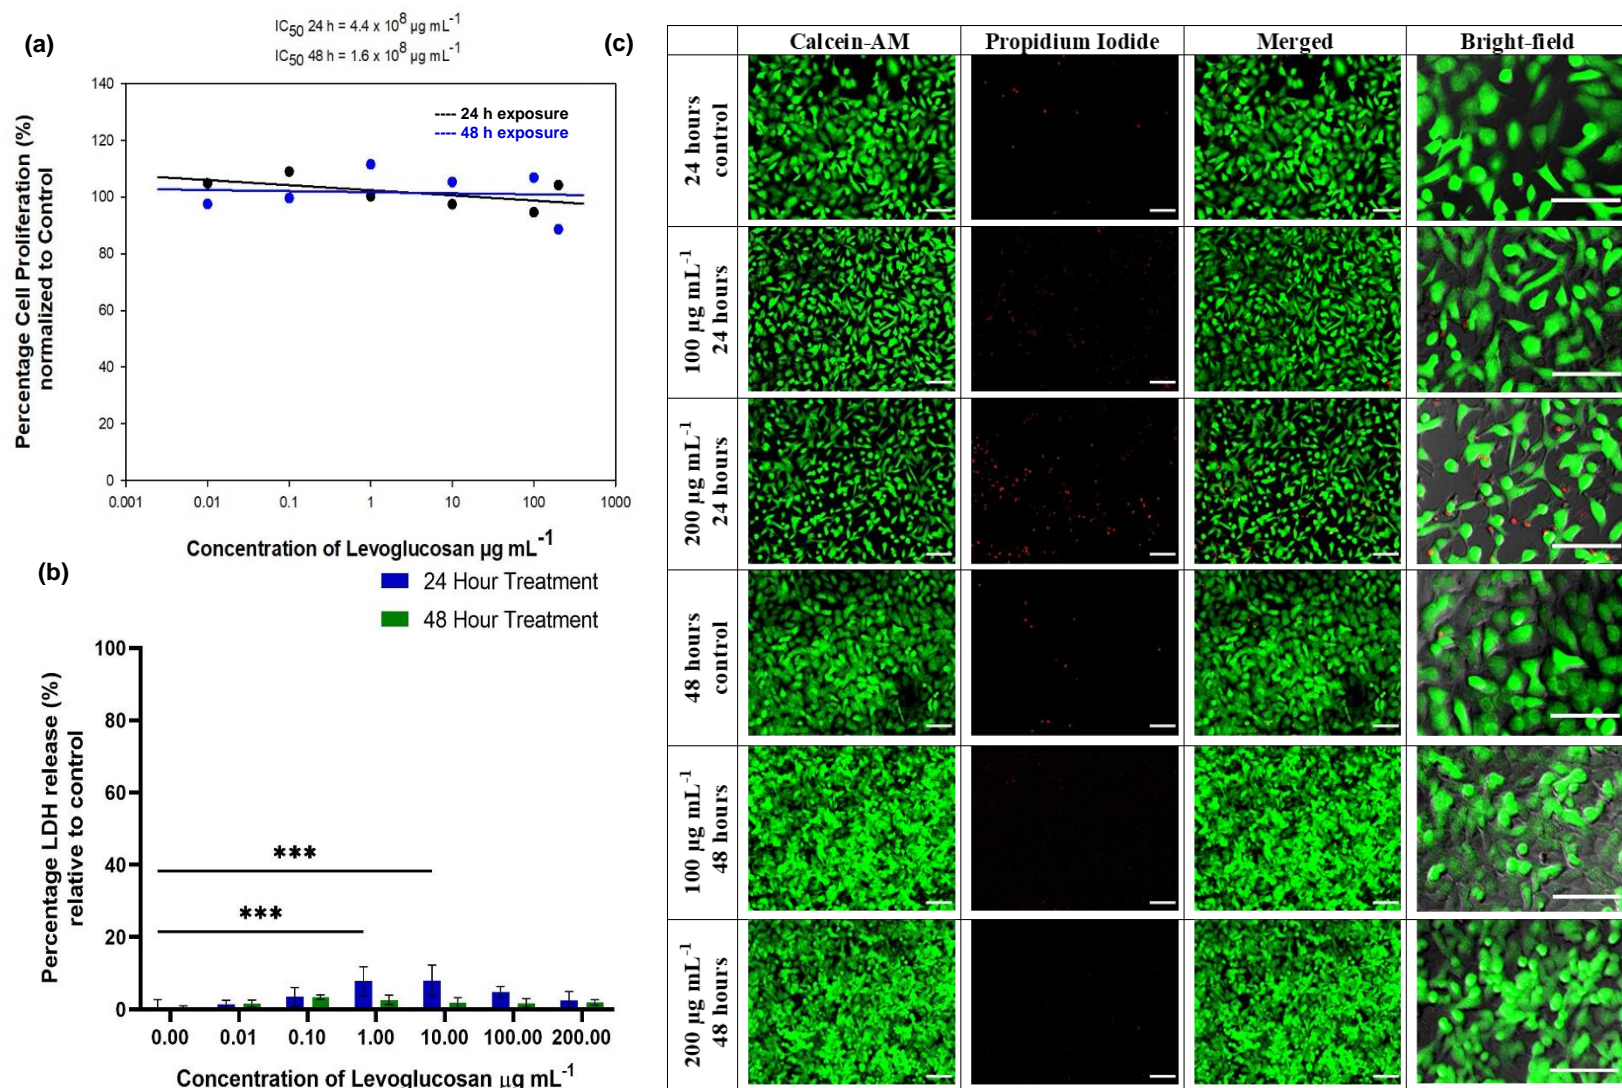 (a)
IC50 24 h = 4.4 x 10^8 µg mL^-1
IC50 48 h = 1.6 x 10^8 µg mL^-1
140
120
100
80
60
40
20
0
0.001 0.01 0.1 1 10 100 1000
Percentage Cell Proliferation (%)
normalized to Control
---- 24 h exposure
---- 48 h exposure
Concentration of Levoglucosan µg mL^-1
(b)
24 Hour Treatment
48 Hour Treatment
100
80
60
40
20
0
Percentage LDH release (%)
relative to control
***
***
0.00 0.01 0.10 1.00 10.00 100.00 200.00
Concentration of Levoglucosan µg mL^-1
(c)
Calcein-AM Propidium Iodide Merged Bright-field
24 hours
control
100 µg mL^-1
24 hours
200 µg mL^-1
24 hours
48 hours
control
100 µg mL^-1
48 hours
200 µg mL^-1
48 hours